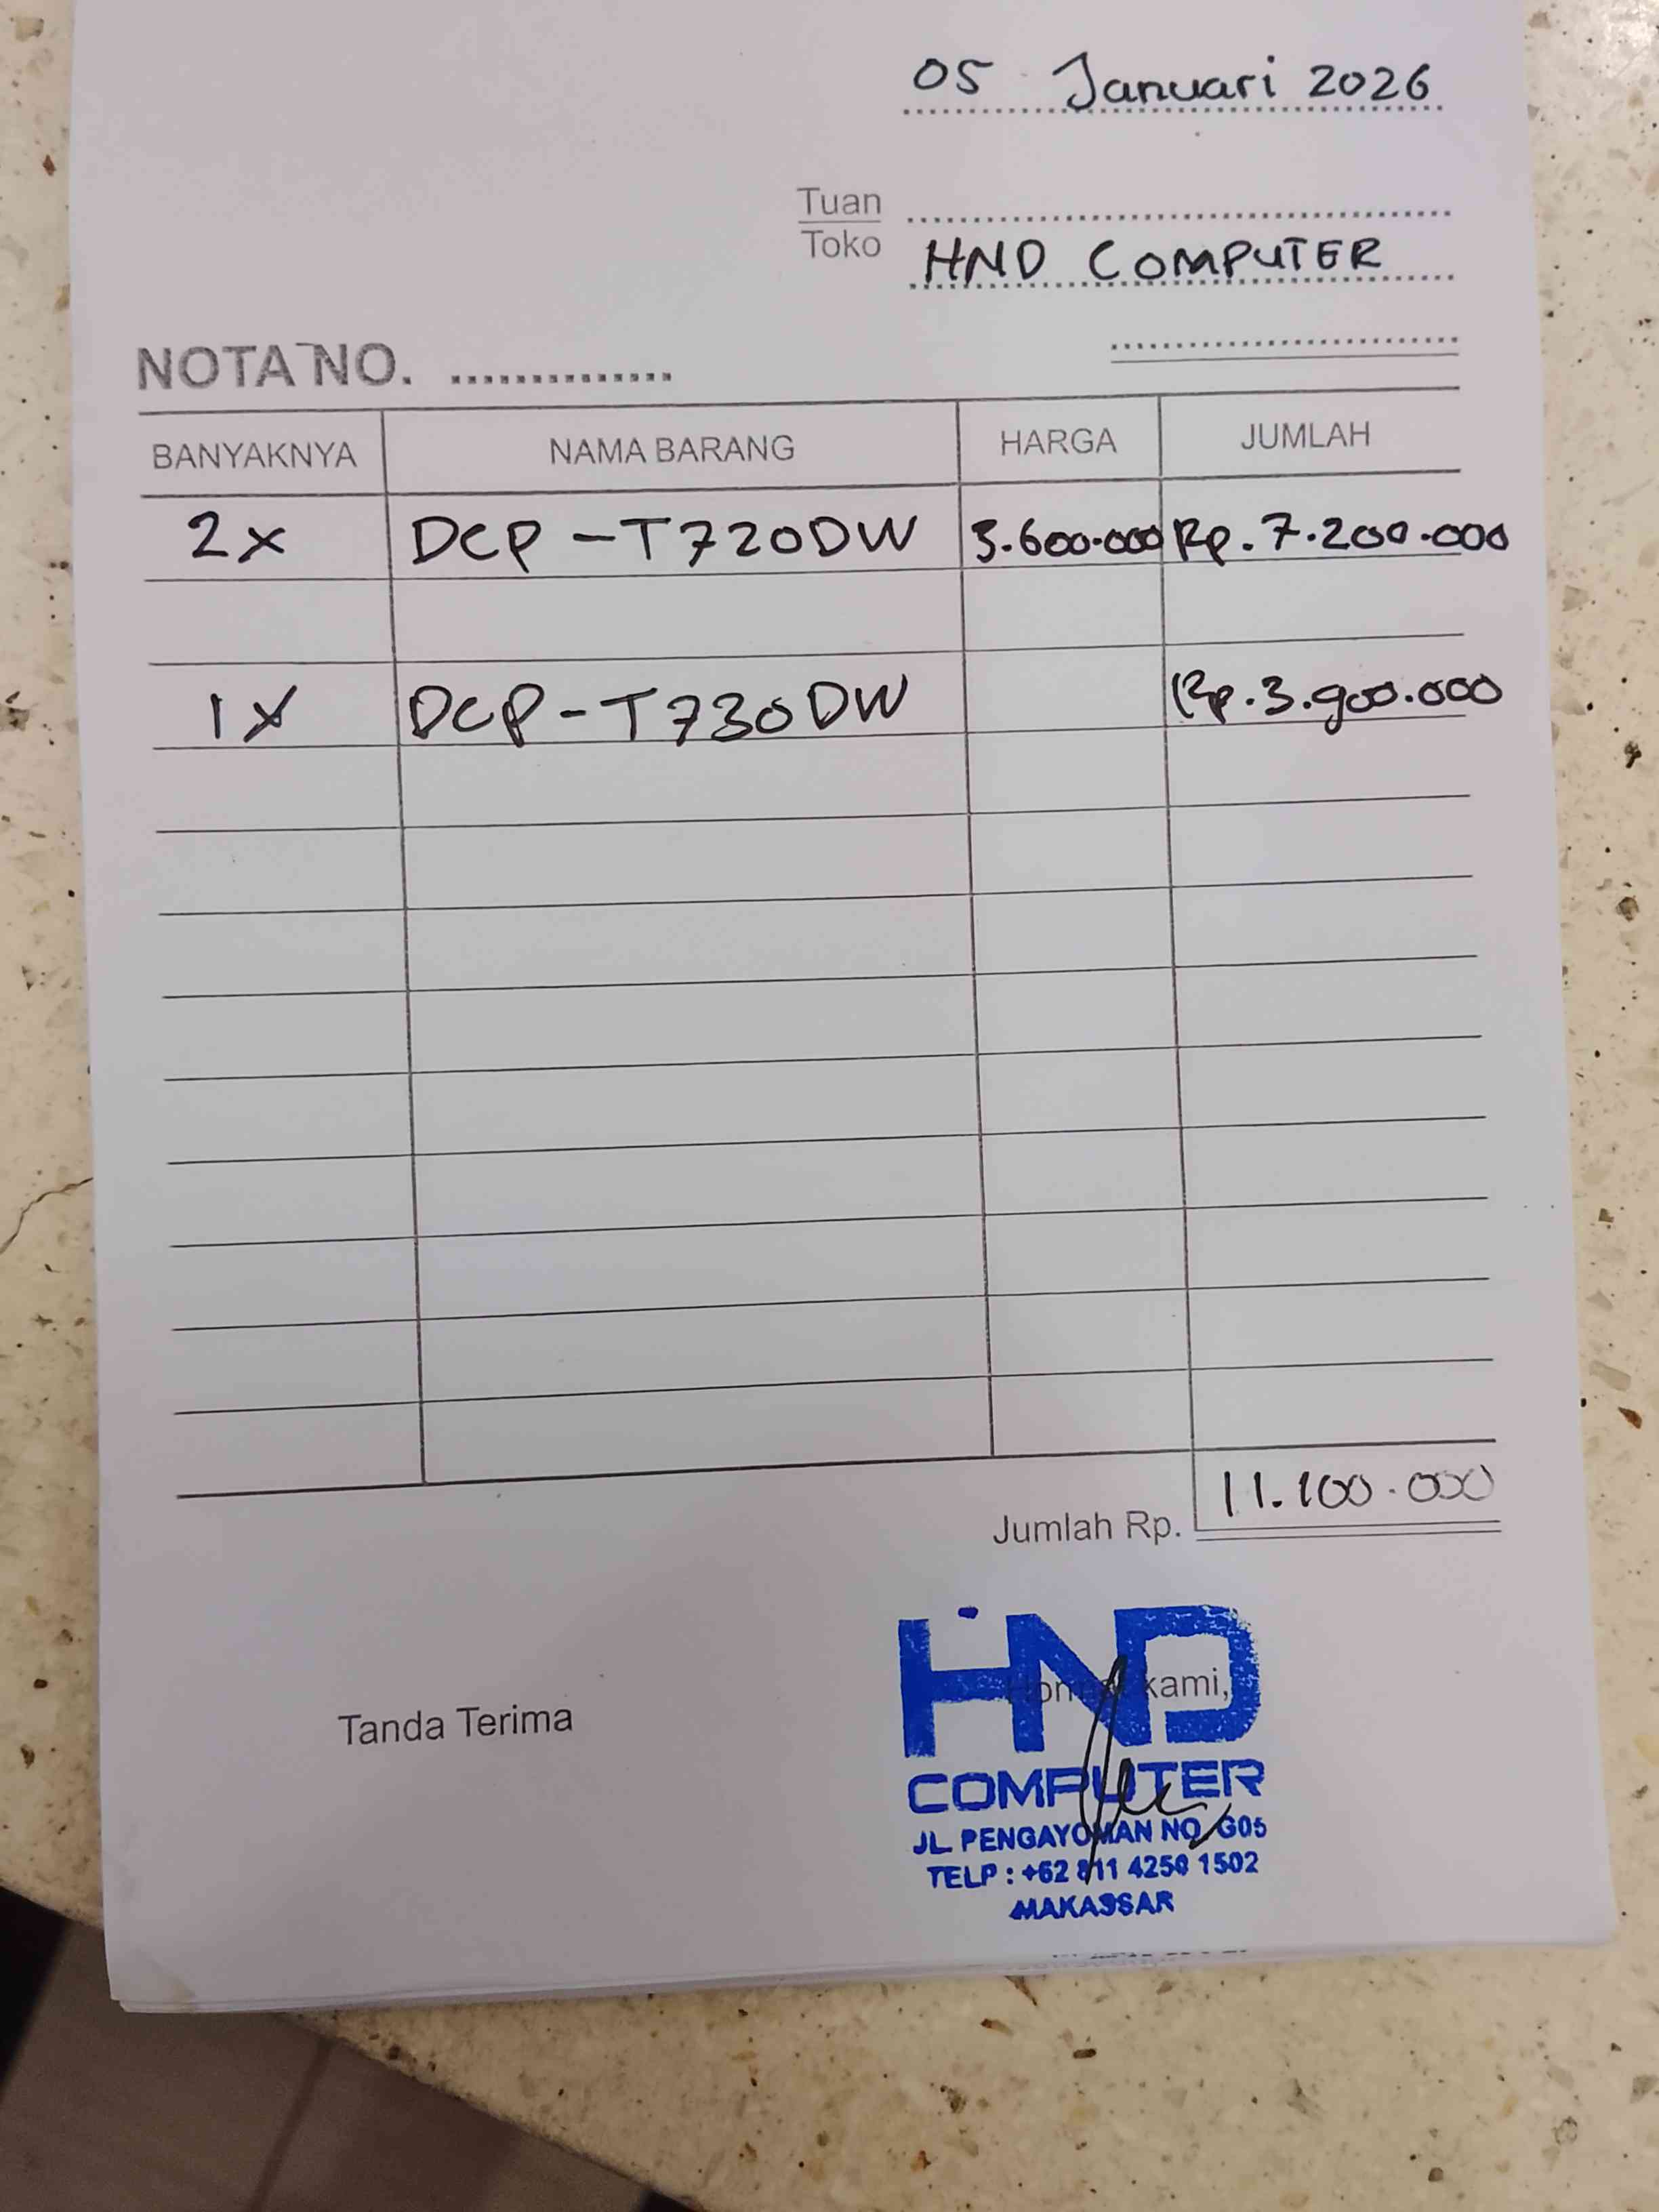 05 Januari 2026
Tuan
Toko HND COMPUTER
NOTA NO.
BANYAKNYA NAMA BARANG HARGA JUMLAH
2x DCP-T720DW 3.600.000 Rp. 7.200.000
1x DCP-T730DW Rp. 3.900.000
Jumlah Rp. 11.100.000
Tanda Terima
kami,
HND
COMPUTER
JL. PENGAYOMAN NO. G05
TELP : +62 811 4250 1502
MAKASSAR